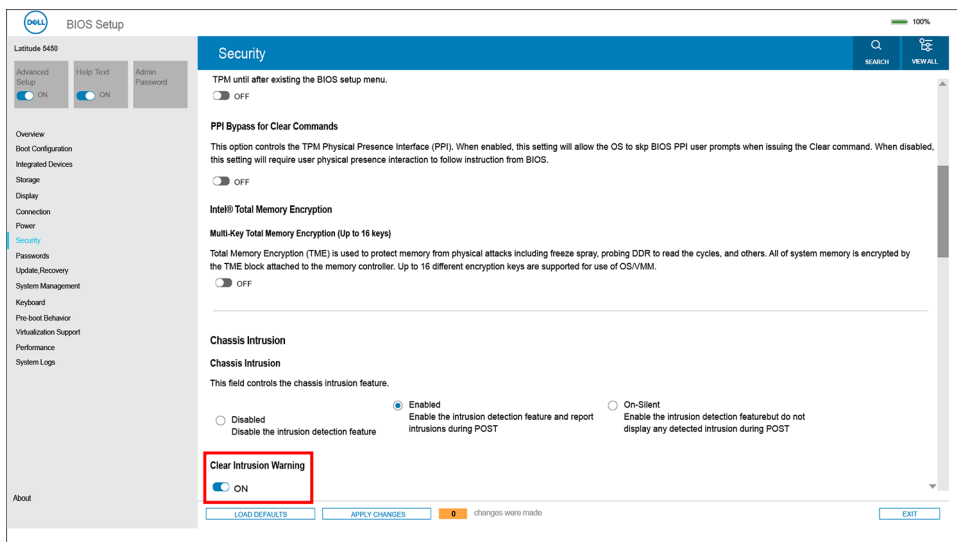 DELL
BIOS Setup
100%
Latitude 5450
Advanced
Setup
ON
Help Text
ON
Admin
Password
Security
SEARCH
VIEW ALL
Overview
Boot Configuration
Integrated Devices
Storage
Display
Connection
Power
Security
Passwords
Update,Recovery
System Management
Keyboard
Pre-boot Behavior
Virtualization Support
Performance
System Logs
About
TPM until after existing the BIOS setup menu.
OFF
PPI Bypass for Clear Commands
This option controls the TPM Physical Presence Interface (PPI). When enabled, this setting will allow the OS to skp BIOS PPI user prompts when issuing the Clear command. When disabled,
this setting will require user physical presence interaction to follow instruction from BIOS.
OFF
Intel® Total Memory Encryption
Multi-Key Total Memory Encryption (Up to 16 keys)
Total Memory Encryption (TME) is used to protect memory from physical attacks including freeze spray, probing DDR to read the cycles, and others. All of system memory is encrypted by
the TME block attached to the memory controller. Up to 16 different encryption keys are supported for use of OS/VMM.
OFF
Chassis Intrusion
Chassis Intrusion
This field controls the chassis intrusion feature.
Disabled
Disable the intrusion detection feature
Enabled
Enable the intrusion detection feature and report
intrusions during POST
On-Silent
Enable the intrusion detection featurebut do not
display any detected intrusion during POST
Clear Intrusion Warning
ON
LOAD DEFAULTS
APPLY CHANGES
0
changes were made
EXIT